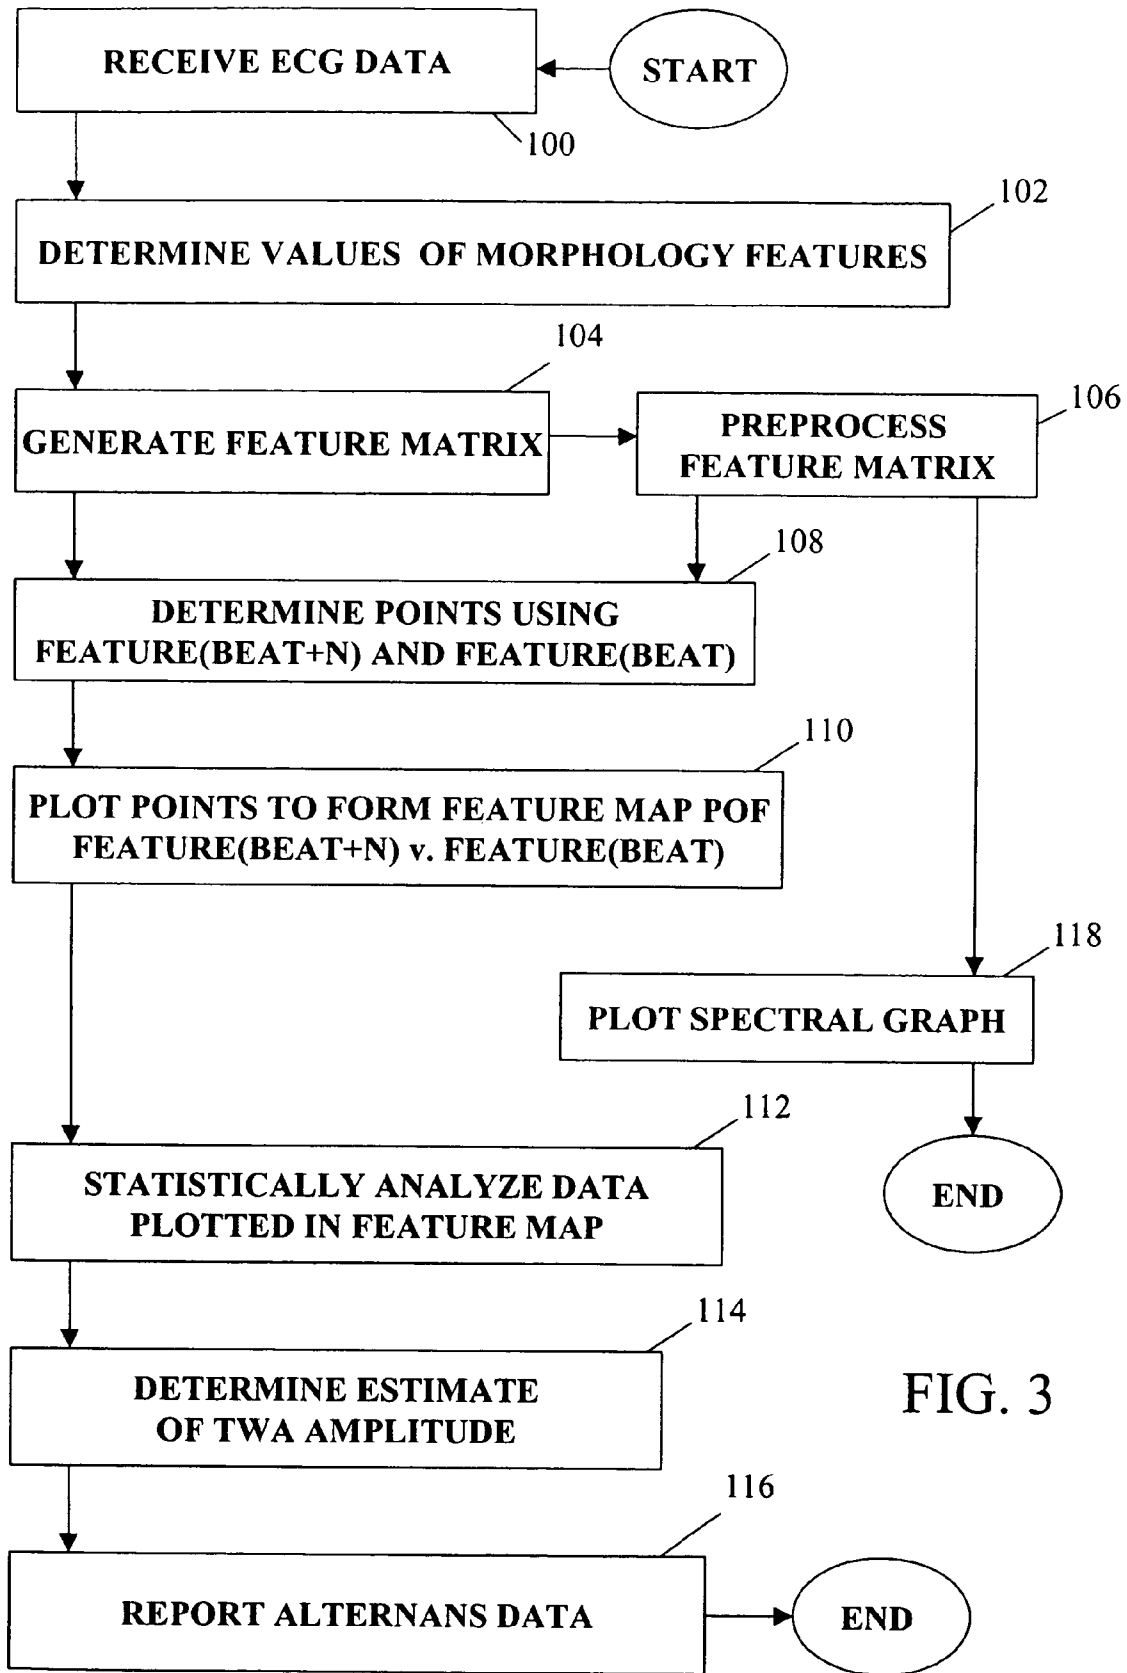 RECEIVE ECG DATA
START
100
102
DETERMINE VALUES OF MORPHOLOGY FEATURES
104
GENERATE FEATURE MATRIX
106
PREPROCESS
FEATURE MATRIX
108
DETERMINE POINTS USING
FEATURE(BEAT+N) AND FEATURE(BEAT)
110
PLOT POINTS TO FORM FEATURE MAP POF
FEATURE(BEAT+N) v. FEATURE(BEAT)
118
PLOT SPECTRAL GRAPH
END
112
STATISTICALLY ANALYZE DATA
PLOTTED IN FEATURE MAP
114
DETERMINE ESTIMATE
OF TWA AMPLITUDE
FIG. 3
116
REPORT ALTERNANS DATA
END